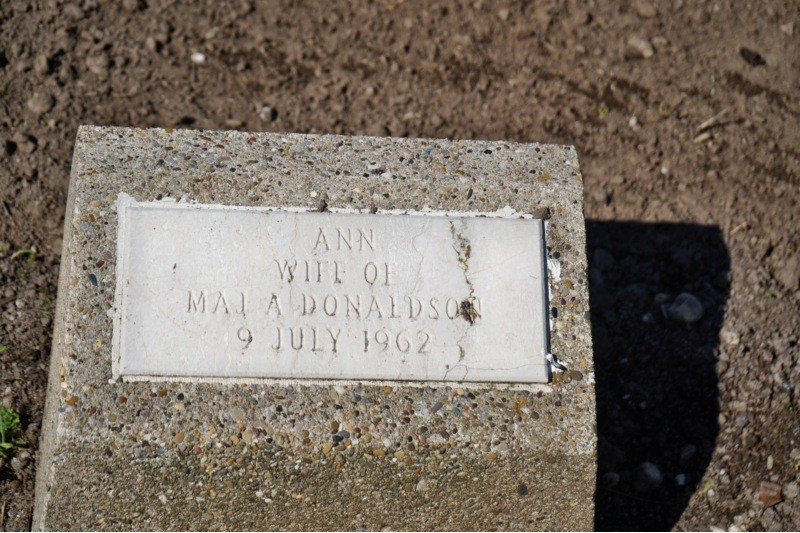 ANN
WIFE OF
MAJ A DONALDSON
9 JULY 1962